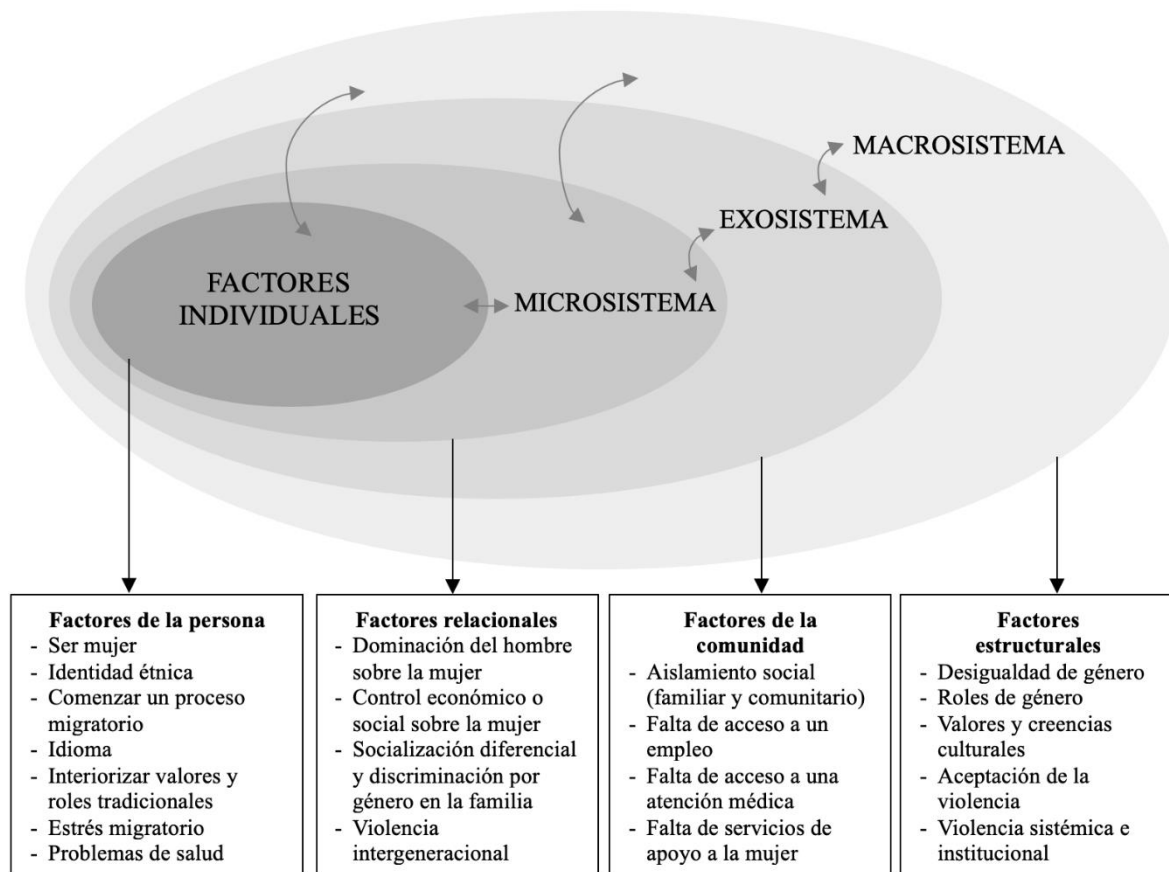 MACROSISTEMA
EXOSISTEMA
FACTORES
INDIVIDUALES
MICROSISTEMA
Factores de la persona
- Ser mujer
- Identidad étnica
- Comenzar un proceso
migratorio
- Idioma
- Interiorizar valores y
roles tradicionales
- Estrés migratorio
- Problemas de salud
Factores relacionales
- Dominación del hombre
sobre la mujer
- Control económico o
social sobre la mujer
- Socialización diferencial
y discriminación por
género en la familia
- Violencia
intergeneracional
Factores de la
comunidad
- Aislamiento social
(familiar y comunitario)
- Falta de acceso a un
empleo
- Falta de acceso a una
atención médica
- Falta de servicios de
apoyo a la mujer
Factores
estructurales
- Desigualdad de género
- Roles de género
- Valores y creencias
culturales
- Aceptación de la
violencia
- Violencia sistémica e
institucional